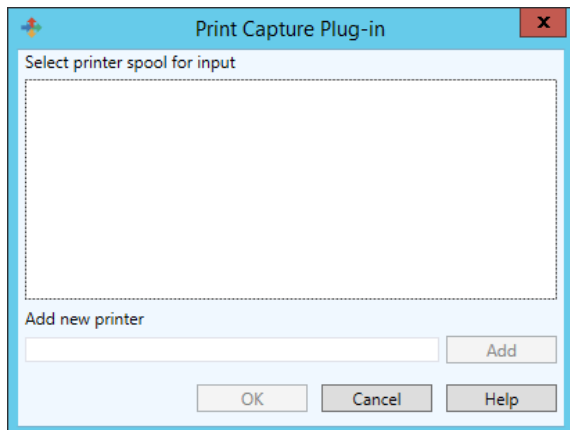 Print Capture Plug-in
x
Select printer spool for input
Add new printer
Add
OK Cancel Help